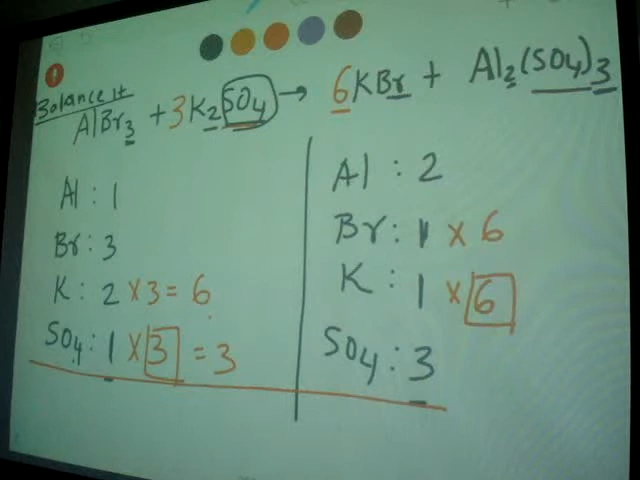 Balance it
AlBr3 + 3K2SO4 → 6KBr + Al2(SO4)3
Al : 1
Br : 3
K : 2 × 3 = 6
SO4 : 1 × 3 = 3
Al : 2
Br : 1 × 6
K : 1 × 6
SO4 : 3